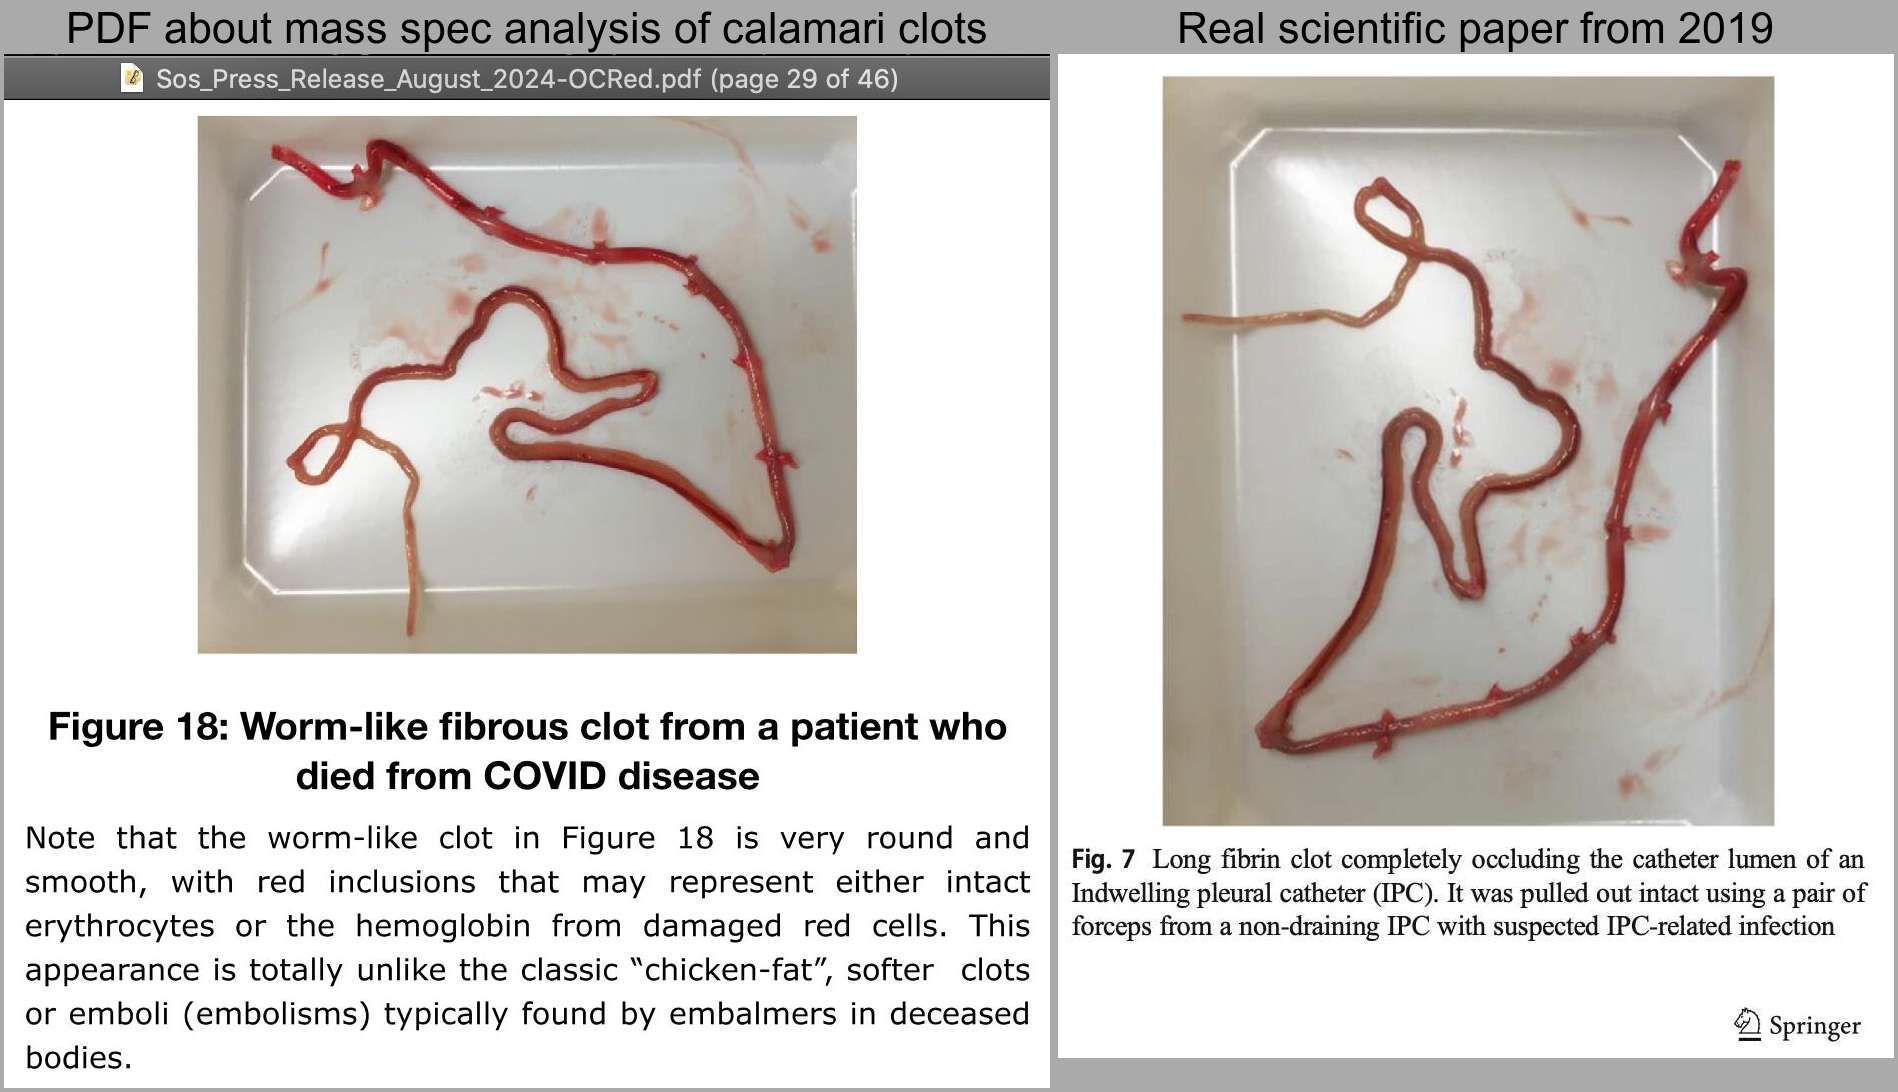 PDF about mass spec analysis of calamari clots
Sos_Press_Release_August_2024-OCRed.pdf (page 29 of 46)
Figure 18: Worm-like fibrous clot from a patient who
died from COVID disease
Note that the worm-like clot in Figure 18 is very round and
smooth, with red inclusions that may represent either intact
erythrocytes or the hemoglobin from damaged red cells. This
appearance is totally unlike the classic “chicken-fat”, softer clots
or emboli (embolisms) typically found by embalmers in deceased
bodies.
Real scientific paper from 2019
Fig. 7 Long fibrin clot completely occluding the catheter lumen of an
Indwelling pleural catheter (IPC). It was pulled out intact using a pair of
forceps from a non-draining IPC with suspected IPC-related infection
Springer